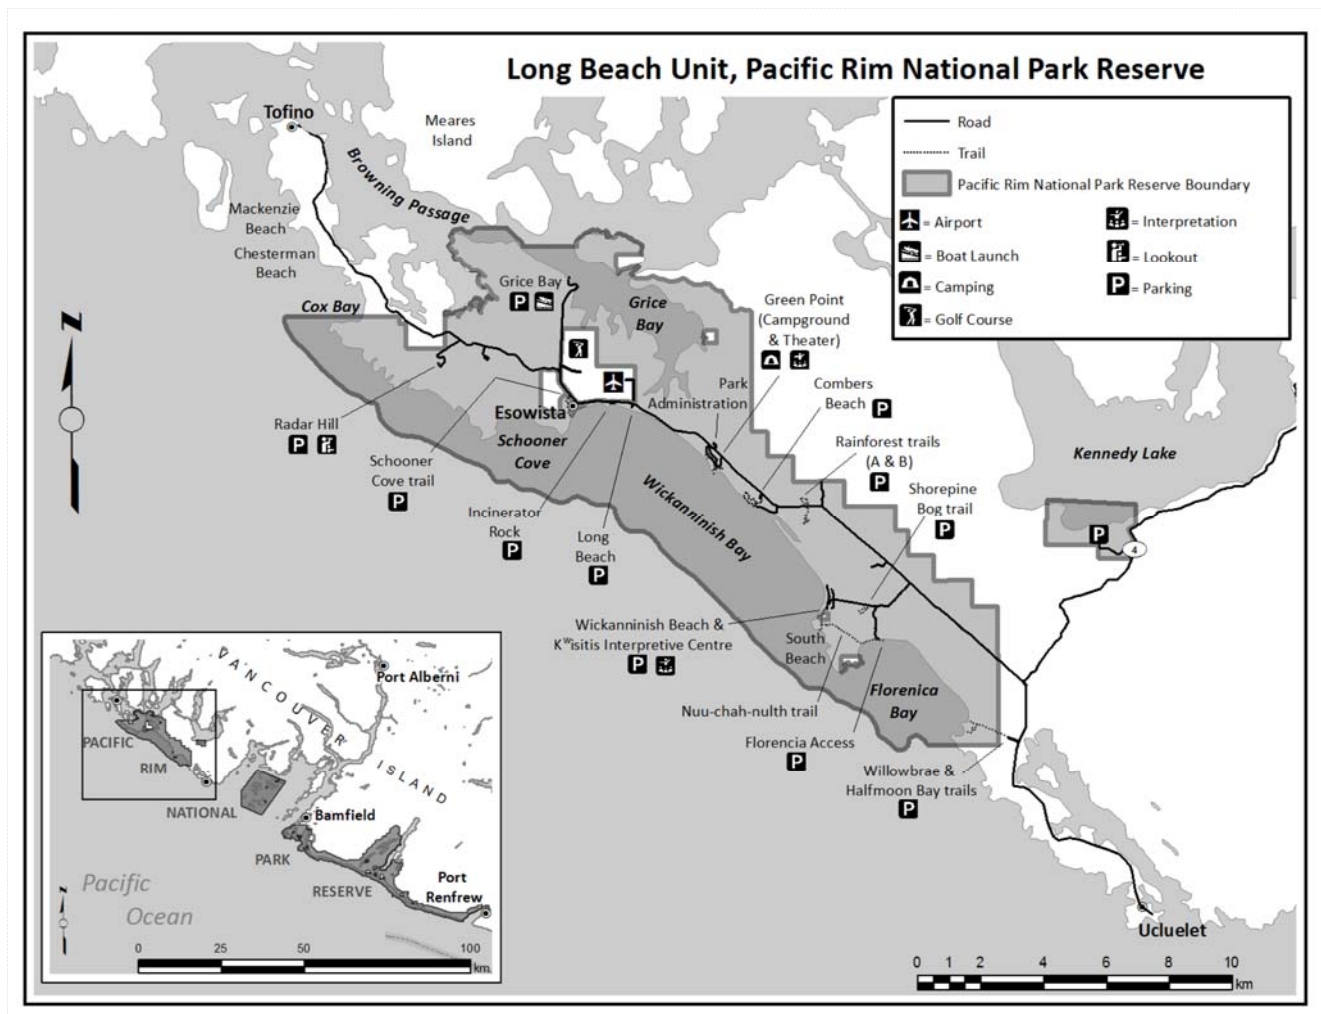 Long Beach Unit, Pacific Rim National Park Reserve
Tofino
Meares
Island
Browning Passage
Mackenzie
Beach
Chesterman
Beach
Cox Bay
Grice Bay
P
Grice
Bay
Green Point
(Campground
& Theater)
Park
Administration
Combers
Beach P
Rainforest trails
(A & B)
P
Shorepine
Bog trail
P
Kennedy Lake
P
4
Radar Hill
P
Esowista
Schooner
Cove
Schooner
Cove trail
P
Incinerator
Rock
P
Long
Beach
P
Wickanninish Bay
Wickanninish Beach &
Kʷisitis Interpretive Centre
P
South
Beach
Nuu-chah-nulth trail
Florenica
Bay
Florencia Access
P
Willowbrae &
Halfmoon Bay trails
P
Ucluelet
Road
Trail
Pacific Rim National Park Reserve Boundary
= Airport
= Boat Launch
= Camping
= Golf Course
= Interpretation
= Lookout
P = Parking
Z
VANCOUVER
ISLAND
Port Alberni
PACIFIC
RIM
NATIONAL
PARK
RESERVE
Bamfield
Port
Renfrew
Pacific
Ocean
Z
0 25 50 100
km
0 1 2 4 6 8 10
km